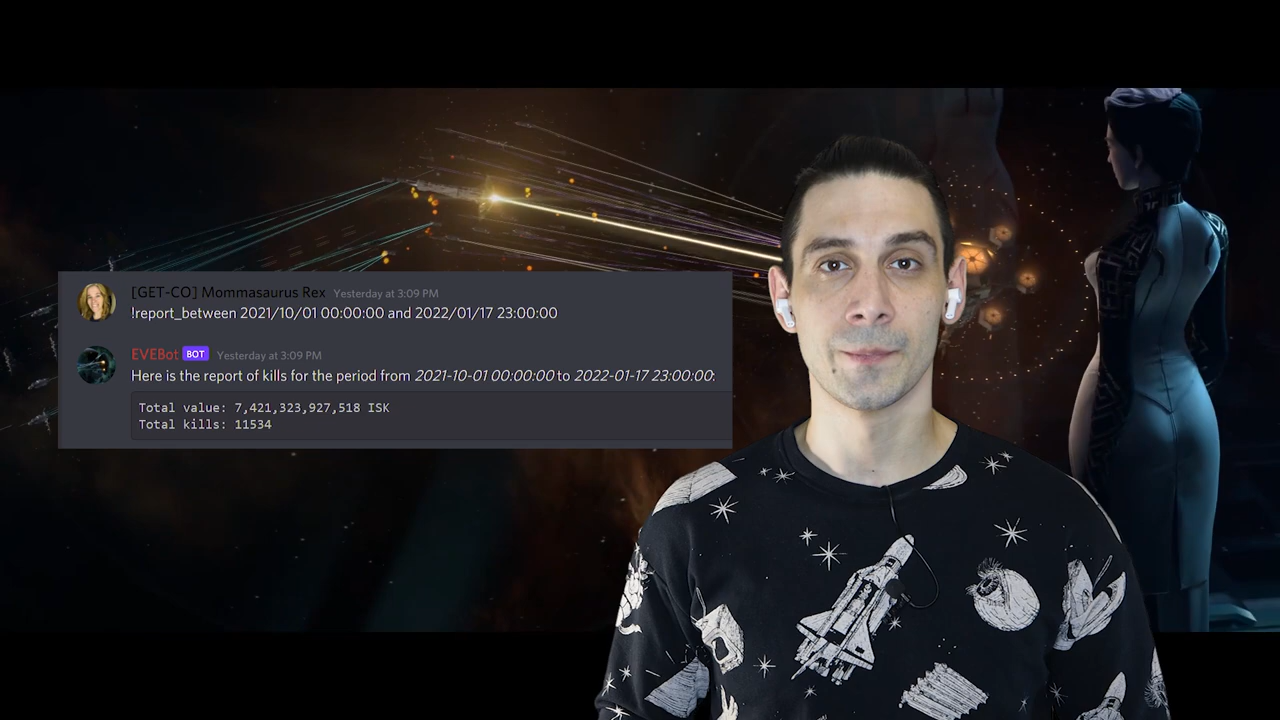 [GET-CO] Mommasaurus Rex Yesterday at 3:09 PM
!report_between 2021/10/01 00:00:00 and 2022/01/17 23:00:00
EVEBot BOT Yesterday at 3:09 PM
Here is the report of kills for the period from 2021-10-01 00:00:00 to 2022-01-17 23:00:00:
Total value: 7,421,323,927,518 ISK
Total kills: 11534